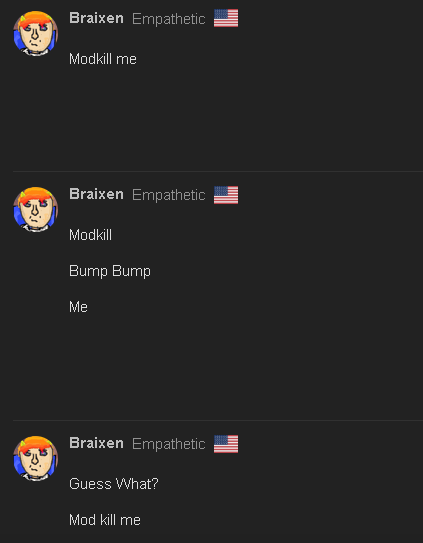 Braixen Empathetic
Modkill me
Braixen Empathetic
Modkill
Bump Bump
Me
Braixen Empathetic
Guess What?
Mod kill me